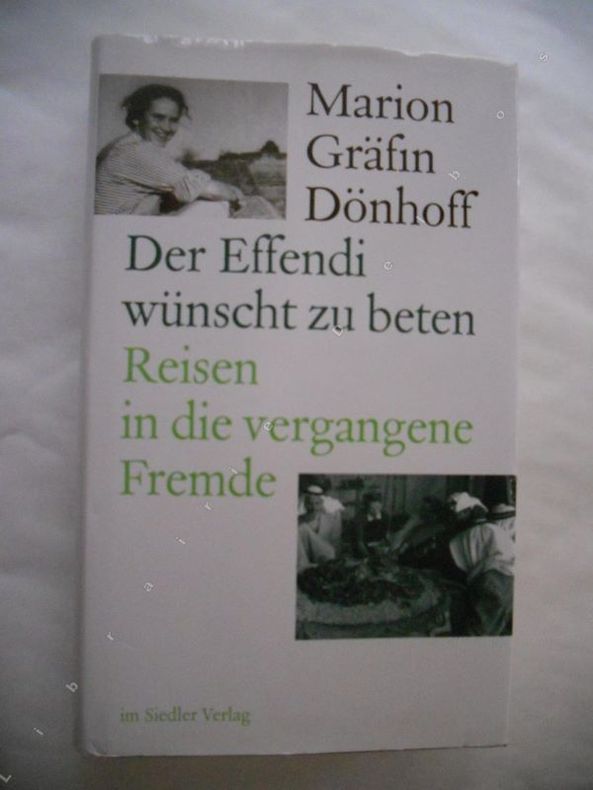 Marion
Gräfin
Dönhoff
Der Effendi
wünscht zu beten
Reisen
in die vergangene
Fremde
im Siedler Verlag